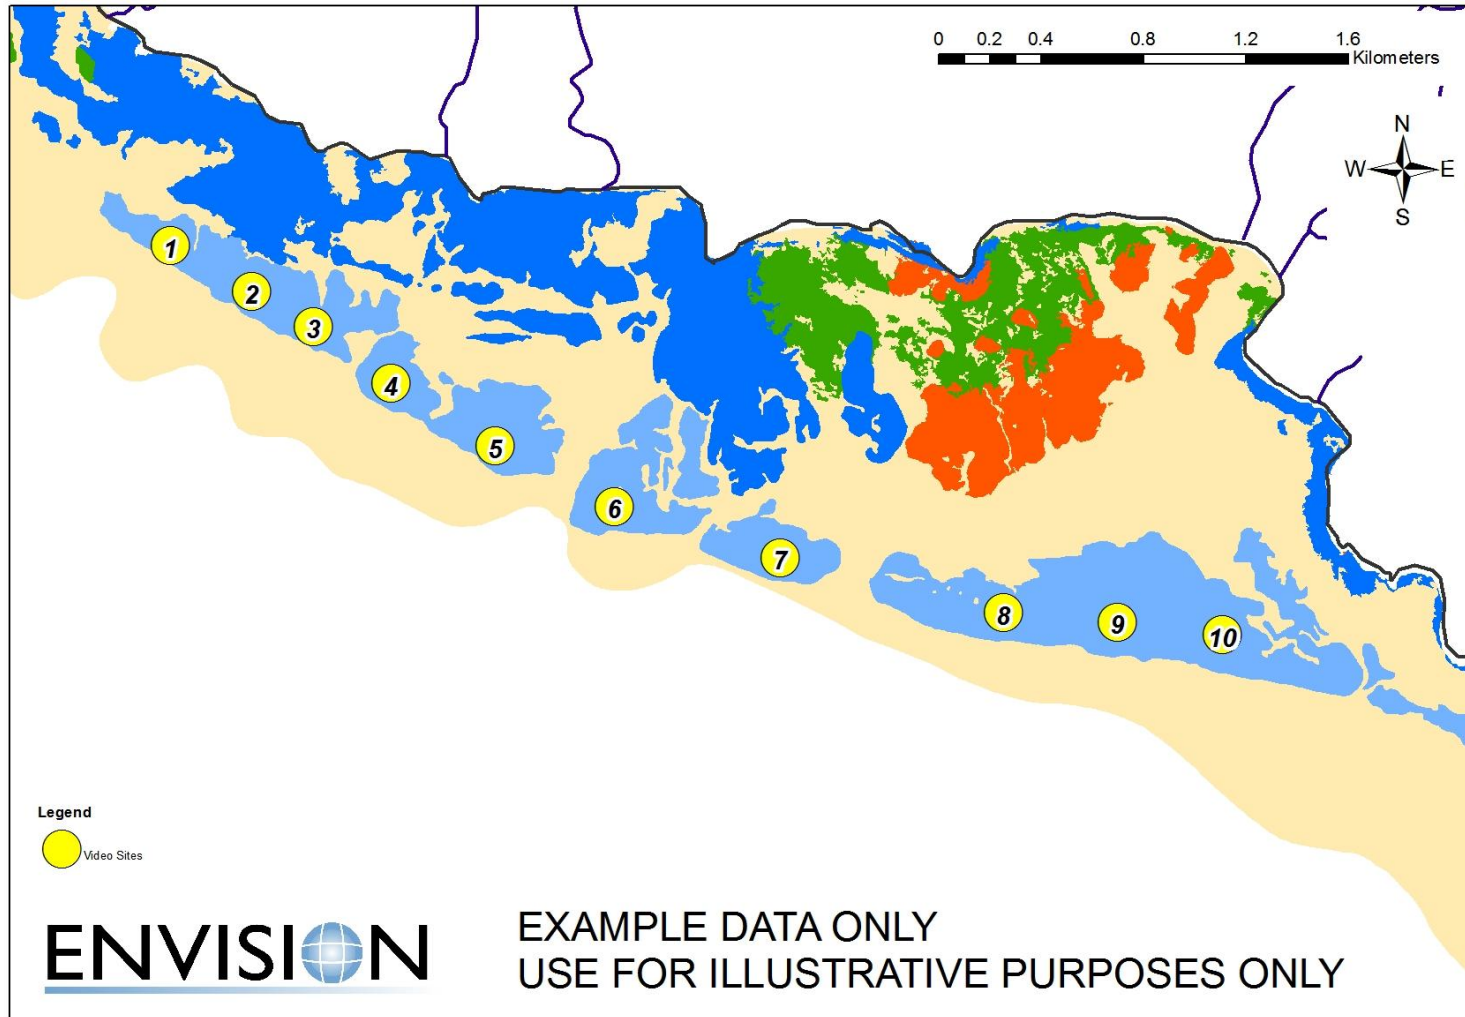 0 0.2 0.4 0.8 1.2 1.6
Kilometers
N
W E
S
1
2
3
4
5
6
7
8
9
10
Legend
Video Sites
ENVISION
EXAMPLE DATA ONLY
USE FOR ILLUSTRATIVE PURPOSES ONLY